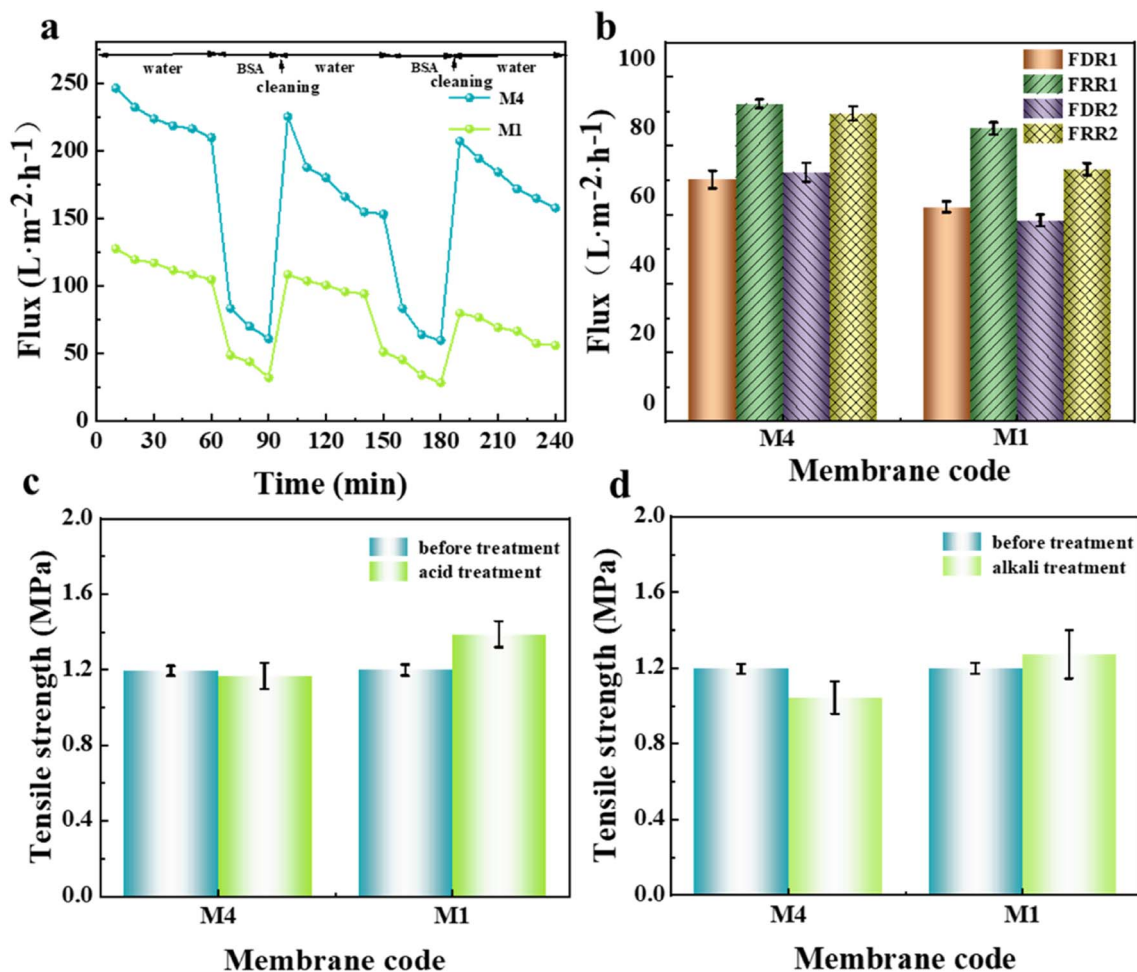 a
water
BSA
water
BSA
water
cleaning
cleaning
M4
M1
Flux (L·m-2·h-1)
250
200
150
100
50
0
0 30 60 90 120 150 180 210 240
Time (min)
b
FDR1
FRR1
FDR2
FRR2
Flux （L·m-2·h-1)
100
80
60
40
20
0
M4 M1
Membrane code
c
before treatment
acid treatment
Tensile strength (MPa)
2.0
1.6
1.2
0.8
0.4
0.0
M4 M1
Membrane code
d
before treatment
alkali treatment
Tensile strength (MPa)
2.0
1.6
1.2
0.8
0.4
0.0
M4 M1
Membrane code